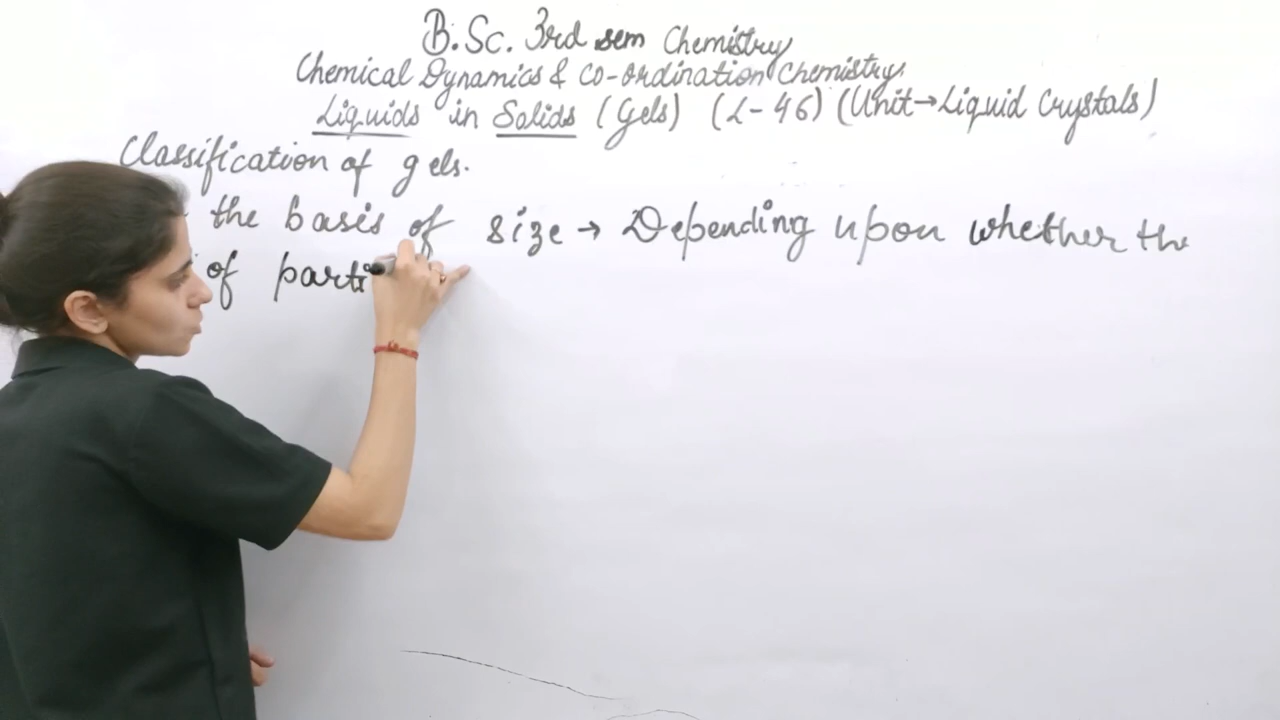 B.Sc. 3rd sem Chemistry
Chemical Dynamics & Co-ordination Chemistry
Liquids in Solids (Gels) (L-46) (Unit→Liquid Crystals)
Classification of gels.
the basis of size → Depending upon whether the
of parti